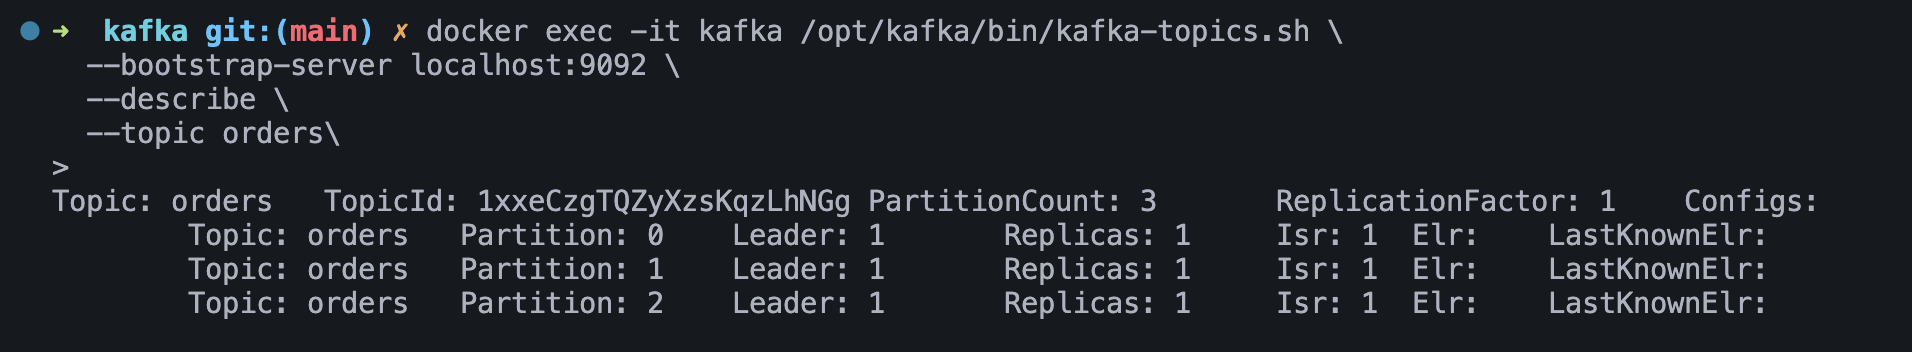 ➜  kafka git:(main) ✗ docker exec -it kafka /opt/kafka/bin/kafka-topics.sh \
  --bootstrap-server localhost:9092 \
  --describe \
  --topic orders\
>
Topic: orders   TopicId: 1xxeCzgTQZyXzsKqzLhNGg PartitionCount: 3       ReplicationFactor: 1    Configs:
        Topic: orders   Partition: 0    Leader: 1       Replicas: 1     Isr: 1  Elr:    LastKnownElr:
        Topic: orders   Partition: 1    Leader: 1       Replicas: 1     Isr: 1  Elr:    LastKnownElr:
        Topic: orders   Partition: 2    Leader: 1       Replicas: 1     Isr: 1  Elr:    LastKnownElr: